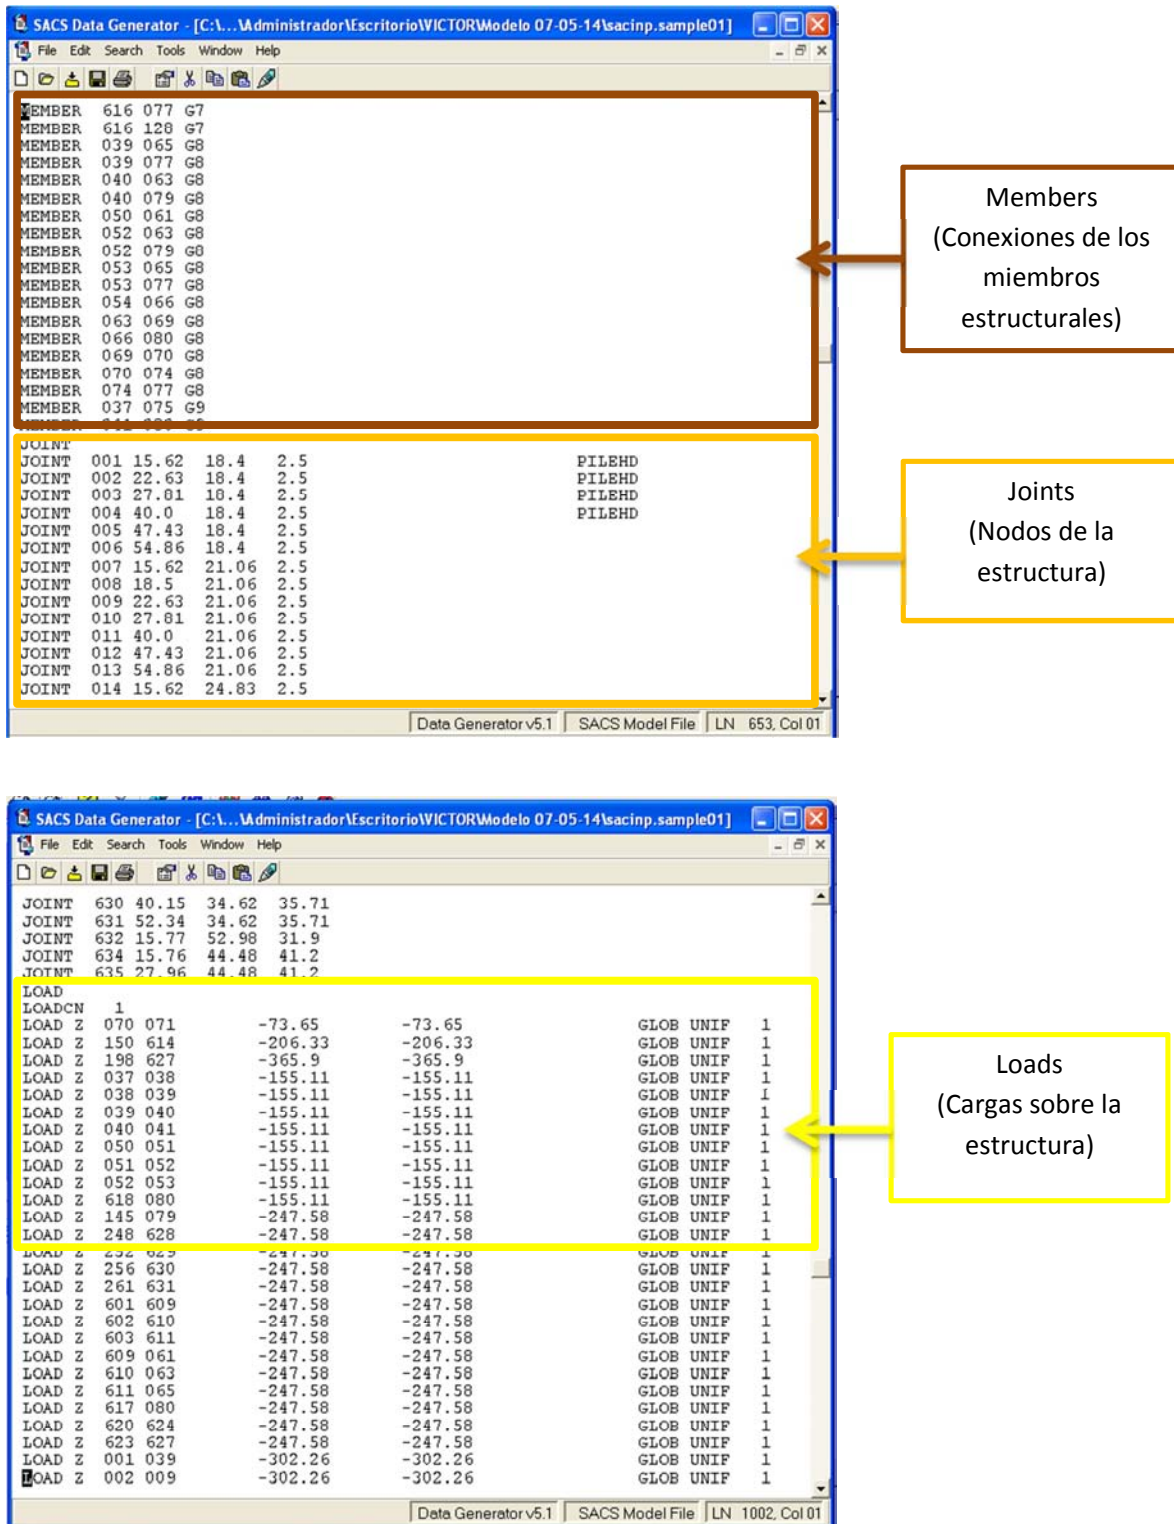 SACS Data Generator - [C:\...\Administrador\Escritorio\VICTOR\Modelo 07-05-14\sacinp.sample01]
File Edit Search Tools Window Help
MEMBER 616 077 G7
MEMBER 616 128 G7
MEMBER 039 065 G8
MEMBER 039 077 G8
MEMBER 040 063 G8
MEMBER 040 079 G8
MEMBER 050 061 G8
MEMBER 052 063 G8
MEMBER 052 079 G8
MEMBER 053 065 G8
MEMBER 053 077 G8
MEMBER 054 066 G8
MEMBER 063 069 G8
MEMBER 066 080 G8
MEMBER 069 070 G8
MEMBER 070 074 G8
MEMBER 074 077 G8
MEMBER 037 075 G9
Members
(Conexiones de los
miembros
estructurales)
JOINT
JOINT 001 15.62 18.4 2.5 PILEHD
JOINT 002 22.63 18.4 2.5 PILEHD
JOINT 003 27.81 18.4 2.5 PILEHD
JOINT 004 40.0 18.4 2.5 PILEHD
JOINT 005 47.43 18.4 2.5
JOINT 006 54.86 18.4 2.5
JOINT 007 15.62 21.06 2.5
JOINT 008 18.5 21.06 2.5
JOINT 009 22.63 21.06 2.5
JOINT 010 27.81 21.06 2.5
JOINT 011 40.0 21.06 2.5
JOINT 012 47.43 21.06 2.5
JOINT 013 54.86 21.06 2.5
JOINT 014 15.62 24.83 2.5
Joints
(Nodos de la
estructura)
Data Generator v5.1 SACS Model File LN 653, Col 01
SACS Data Generator - [C:\...\Administrador\Escritorio\VICTOR\Modelo 07-05-14\sacinp.sample01]
File Edit Search Tools Window Help
JOINT 630 40.15 34.62 35.71
JOINT 631 52.34 34.62 35.71
JOINT 632 15.77 52.98 31.9
JOINT 634 15.76 44.48 41.2
JOINT 635 27.96 44.48 41.2
LOAD
LOADCN 1
LOAD Z 070 071 -73.65 -73.65 GLOB UNIF 1
LOAD Z 150 614 -206.33 -206.33 GLOB UNIF 1
LOAD Z 198 627 -365.9 -365.9 GLOB UNIF 1
LOAD Z 037 038 -155.11 -155.11 GLOB UNIF 1
LOAD Z 038 039 -155.11 -155.11 GLOB UNIF 1
LOAD Z 039 040 -155.11 -155.11 GLOB UNIF 1
LOAD Z 040 041 -155.11 -155.11 GLOB UNIF 1
LOAD Z 050 051 -155.11 -155.11 GLOB UNIF 1
LOAD Z 051 052 -155.11 -155.11 GLOB UNIF 1
LOAD Z 052 053 -155.11 -155.11 GLOB UNIF 1
LOAD Z 618 080 -155.11 -155.11 GLOB UNIF 1
LOAD Z 145 079 -247.58 -247.58 GLOB UNIF 1
LOAD Z 248 628 -247.58 -247.58 GLOB UNIF 1
LOAD Z 252 629 -247.58 -247.58 GLOB UNIF 1
LOAD Z 256 630 -247.58 -247.58 GLOB UNIF 1
LOAD Z 261 631 -247.58 -247.58 GLOB UNIF 1
LOAD Z 601 609 -247.58 -247.58 GLOB UNIF 1
LOAD Z 602 610 -247.58 -247.58 GLOB UNIF 1
LOAD Z 603 611 -247.58 -247.58 GLOB UNIF 1
LOAD Z 609 061 -247.58 -247.58 GLOB UNIF 1
LOAD Z 610 063 -247.58 -247.58 GLOB UNIF 1
LOAD Z 611 065 -247.58 -247.58 GLOB UNIF 1
LOAD Z 617 080 -247.58 -247.58 GLOB UNIF 1
LOAD Z 620 624 -247.58 -247.58 GLOB UNIF 1
LOAD Z 623 627 -247.58 -247.58 GLOB UNIF 1
LOAD Z 001 039 -302.26 -302.26 GLOB UNIF 1
LOAD Z 002 009 -302.26 -302.26 GLOB UNIF 1
Loads
(Cargas sobre la
estructura)
Data Generator v5.1 SACS Model File LN 1002, Col 01